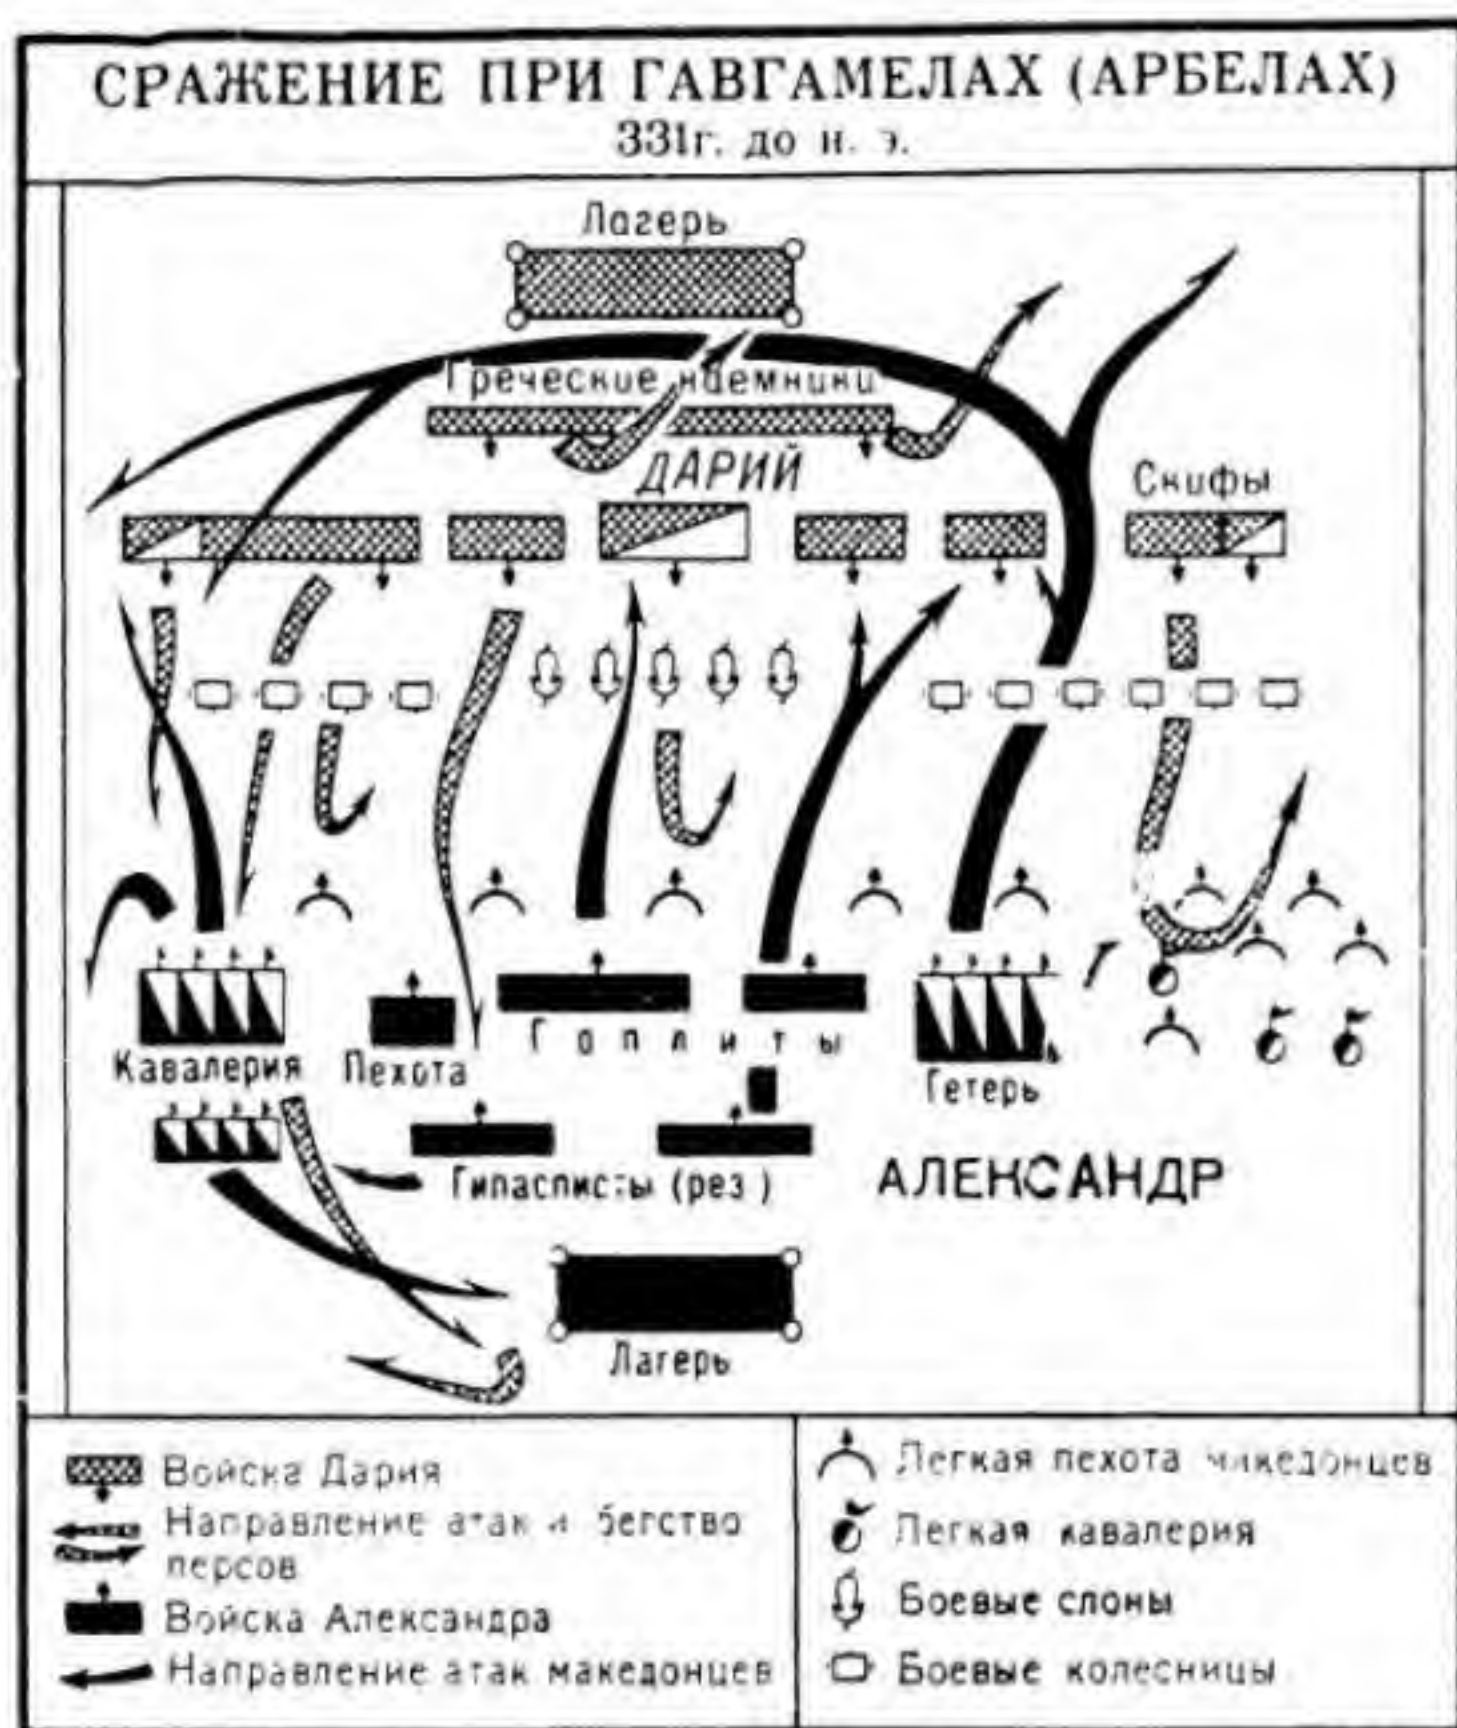 СРАЖЕНИЕ ПРИ ГАВГАМЕЛАХ (АРБЕЛАХ)
331г. до н. э.
Лагерь
Греческие наемники
ДАРИЙ
Скифы
Гоплиты
Кавалерия
Пехота
Гетерь
Гипасписты (рез)
АЛЕКСАНДР
Лагерь
Войска Дария
Направление атак и бегство
персов
Войска Александра
Направление атак македонцев
Легкая пехота македонцев
Легкая кавалерия
Боевые слоны
Боевые колесницы